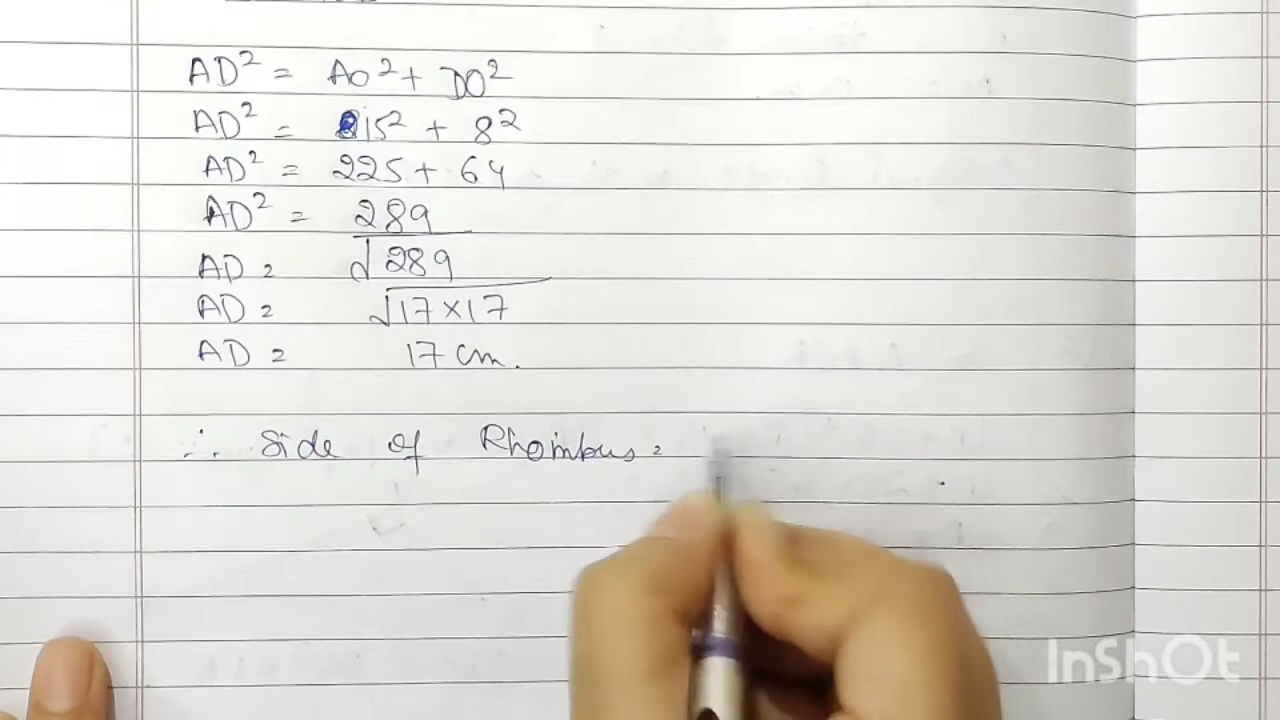 AD² = AO² + DO²
AD² = 15² + 8²
AD² = 225 + 64
AD² = 289
AD = √289
AD = √17×17
AD = 17 cm.
∴ Side of Rhombus =
InShOt